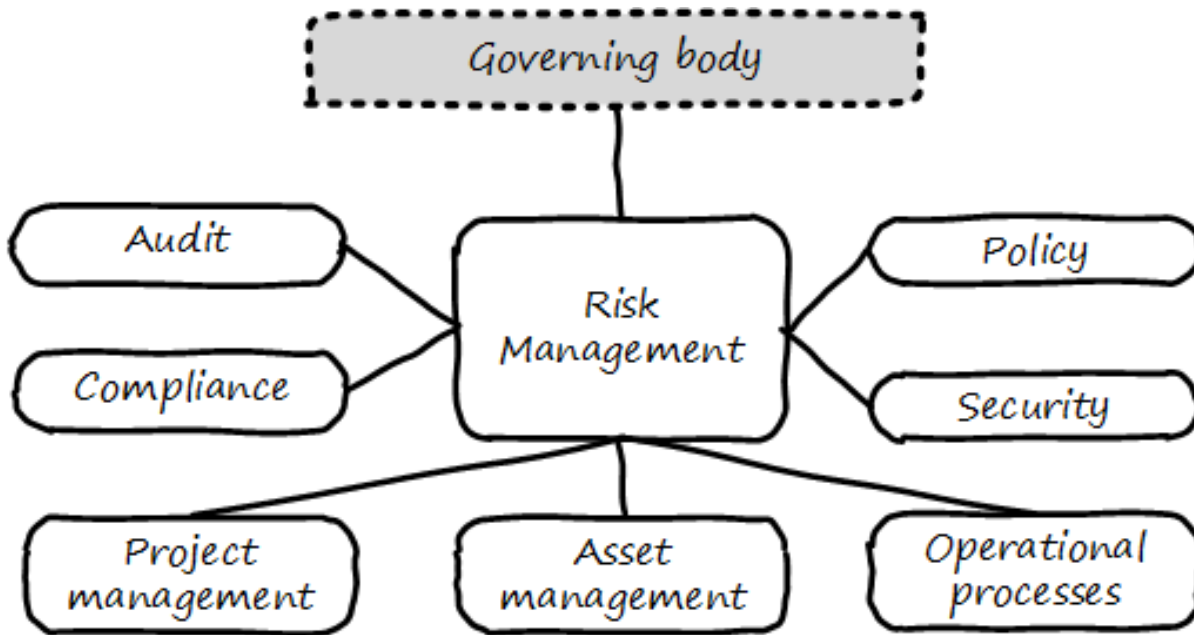 Governing body
Audit
Policy
Risk
Management
Compliance
Security
Project
management
Asset
management
Operational
processes